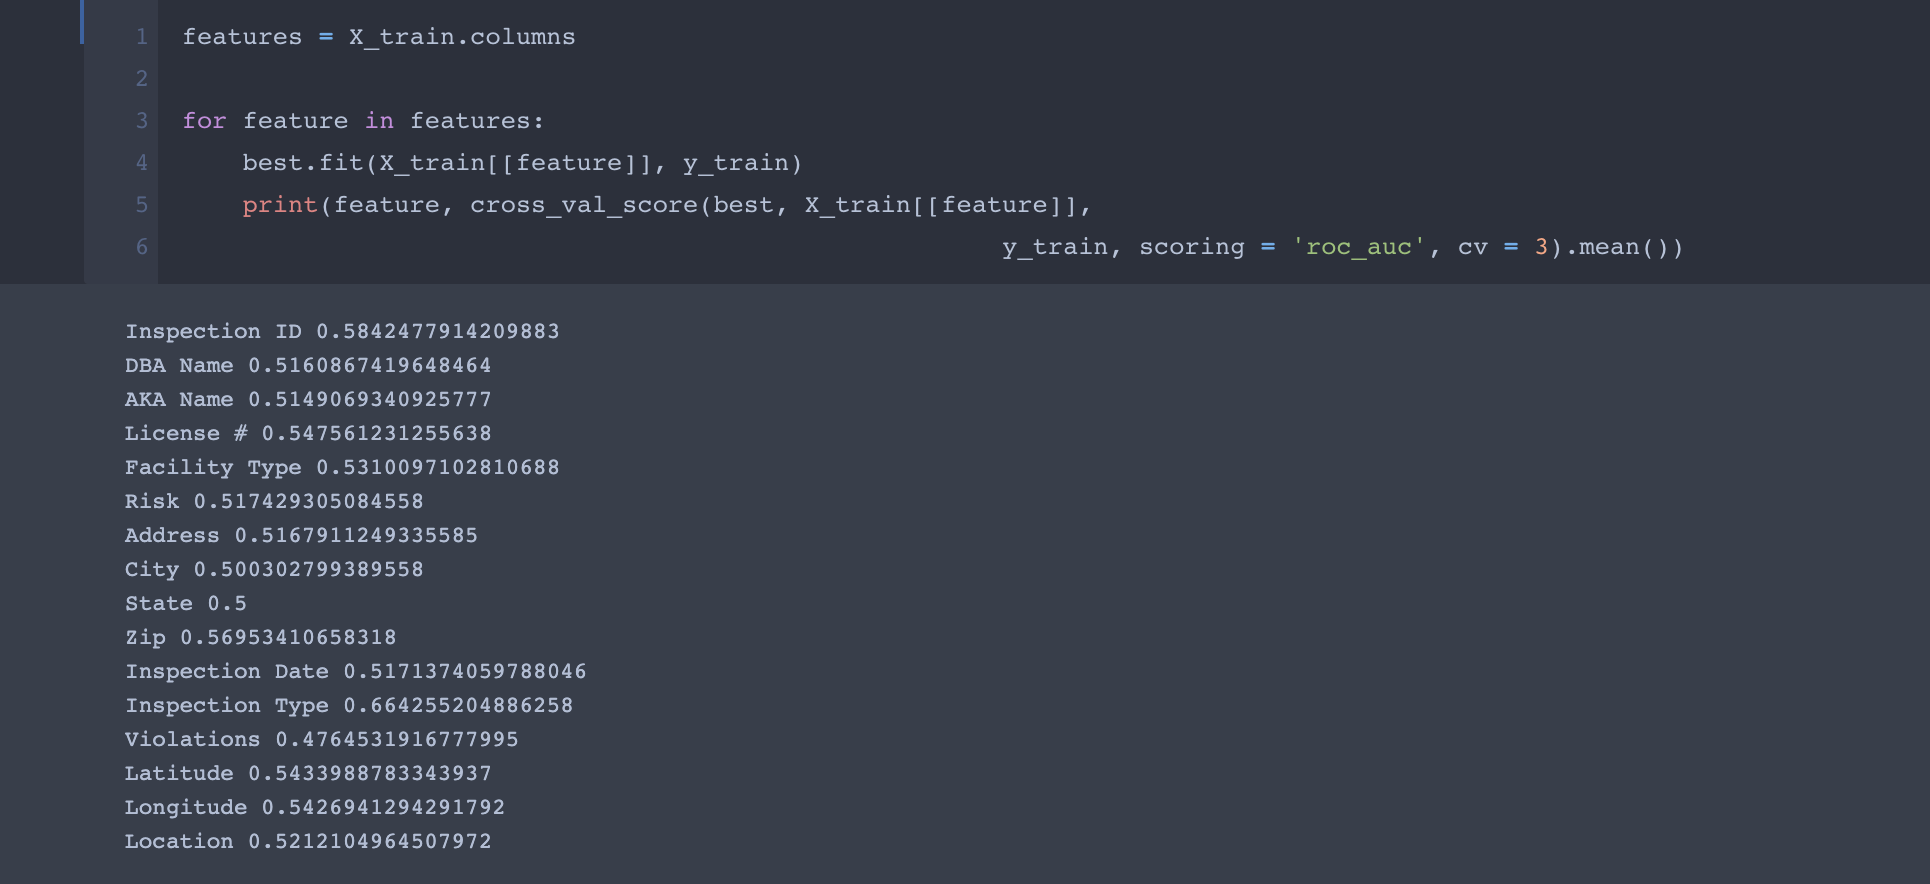 1 features = X_train.columns
2
3 for feature in features:
4     best.fit(X_train[[feature]], y_train)
5     print(feature, cross_val_score(best, X_train[[feature]],
6                                                       y_train, scoring = 'roc_auc', cv = 3).mean())
Inspection ID 0.5842477914209883
DBA Name 0.5160867419648464
AKA Name 0.5149069340925777
License # 0.547561231255638
Facility Type 0.5310097102810688
Risk 0.517429305084558
Address 0.5167911249335585
City 0.500302799389558
State 0.5
Zip 0.56953410658318
Inspection Date 0.5171374059788046
Inspection Type 0.664255204886258
Violations 0.4764531916777995
Latitude 0.5433988783343937
Longitude 0.5426941294291792
Location 0.5212104964507972